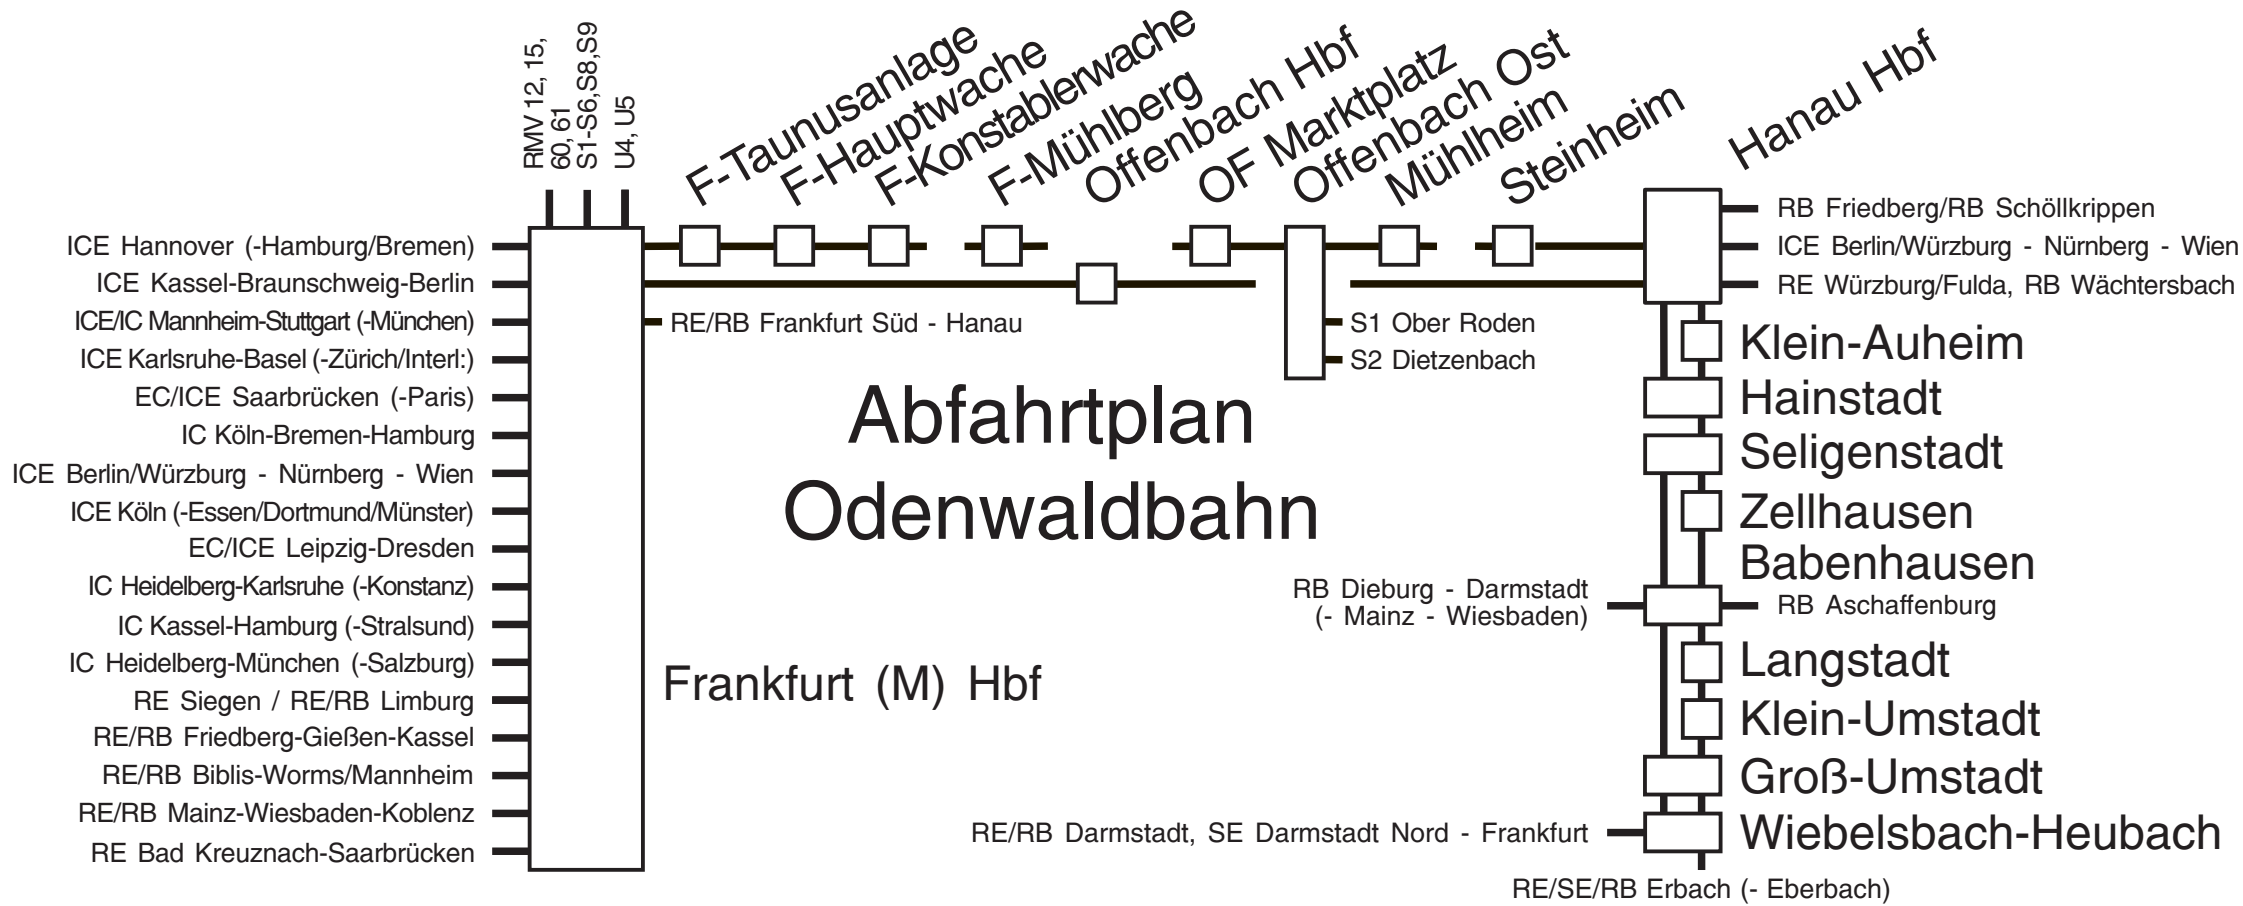 RMV 12, 15,
60, 61
S1-S6,S8,S9
U4, U5
F-Taunusanlage
F-Hauptwache
F-Konstablerwache
F-Mühlberg
Offenbach Hbf
OF Marktplatz
Offenbach Ost
Mühlheim
Steinheim
Hanau Hbf
RB Friedberg/RB Schöllkrippen
ICE Berlin/Würzburg - Nürnberg - Wien
RE Würzburg/Fulda, RB Wächtersbach
ICE Hannover (-Hamburg/Bremen)
ICE Kassel-Braunschweig-Berlin
ICE/IC Mannheim-Stuttgart (-München)
ICE Karlsruhe-Basel (-Zürich/Interl:)
EC/ICE Saarbrücken (-Paris)
IC Köln-Bremen-Hamburg
ICE Berlin/Würzburg - Nürnberg - Wien
ICE Köln (-Essen/Dortmund/Münster)
EC/ICE Leipzig-Dresden
IC Heidelberg-Karlsruhe (-Konstanz)
IC Kassel-Hamburg (-Stralsund)
IC Heidelberg-München (-Salzburg)
RE Siegen / RE/RB Limburg
RE/RB Friedberg-Gießen-Kassel
RE/RB Biblis-Worms/Mannheim
RE/RB Mainz-Wiesbaden-Koblenz
RE Bad Kreuznach-Saarbrücken
RE/RB Frankfurt Süd - Hanau
S1 Ober Roden
S2 Dietzenbach
Abfahrtplan
Odenwaldbahn
Frankfurt (M) Hbf
Klein-Auheim
Hainstadt
Seligenstadt
Zellhausen
Babenhausen
RB Dieburg - Darmstadt
(- Mainz - Wiesbaden)
RB Aschaffenburg
Langstadt
Klein-Umstadt
Groß-Umstadt
RE/RB Darmstadt, SE Darmstadt Nord - Frankfurt
Wiebelsbach-Heubach
RE/SE/RB Erbach (- Eberbach)